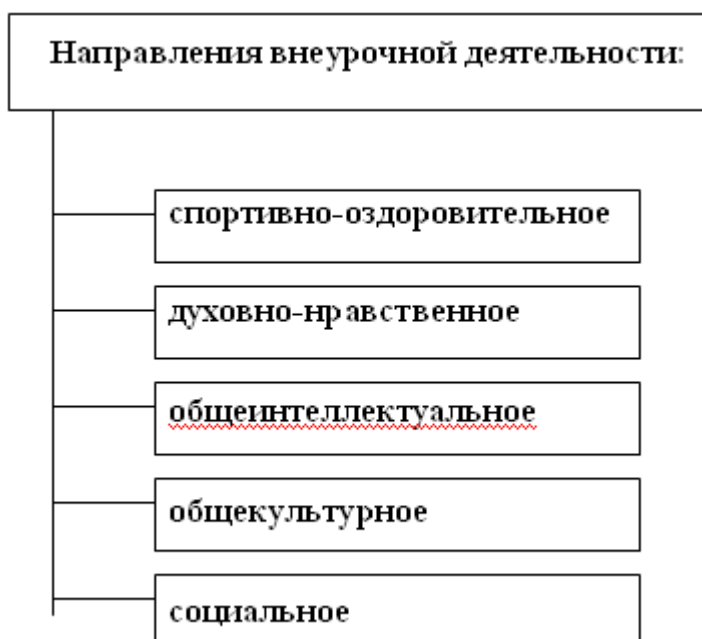 Направления внеурочной деятельности:
спортивно-оздоровительное
духовно-нравственное
общеинтеллектуальное
общекультурное
социальное